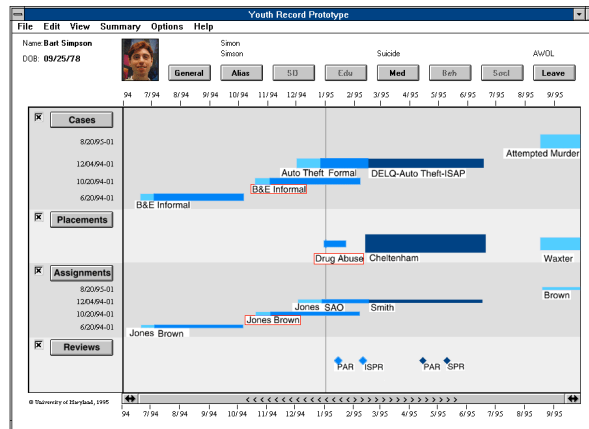 Youth Record Prototype
File Edit View Summary Options Help
Name: Bart Simpson
DOB: 09/25/78
Simon
Simson
Suicide
AWOL
General Alias SO Edu Med Beh Socl Leave
94 7/94 8/94 9/94 10/94 11/94 12/94 1/95 2/95 3/95 4/95 5/95 6/95 7/95 8/95 9/95
Cases
8/20/95-01
Attempted Murder
12/04/94-01
Auto Theft Formal DELQ-Auto Theft-ISAP
10/20/94-01
B&E Informal
6/20/94-01
B&E Informal
Placements
Drug Abuse Cheltenham Waxter
Assignments
8/20/95-01
Brown
12/04/94-01
Jones SAO Smith
10/20/94-01
Jones Brown
6/20/94-01
Jones Brown
Reviews
PAR ISPR PAR SPR
© University of Maryland, 1995
94 7/94 8/94 9/94 10/94 11/94 12/94 1/95 2/95 3/95 4/95 5/95 6/95 7/95 8/95 9/95